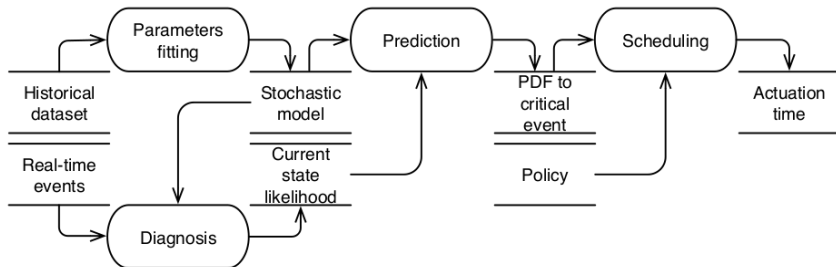 Parameters
fitting
Prediction
Scheduling
Historical
dataset
Stochastic
model
PDF to
critical
event
Actuation
time
Real-time
events
Current
state
likelihood
Policy
Diagnosis